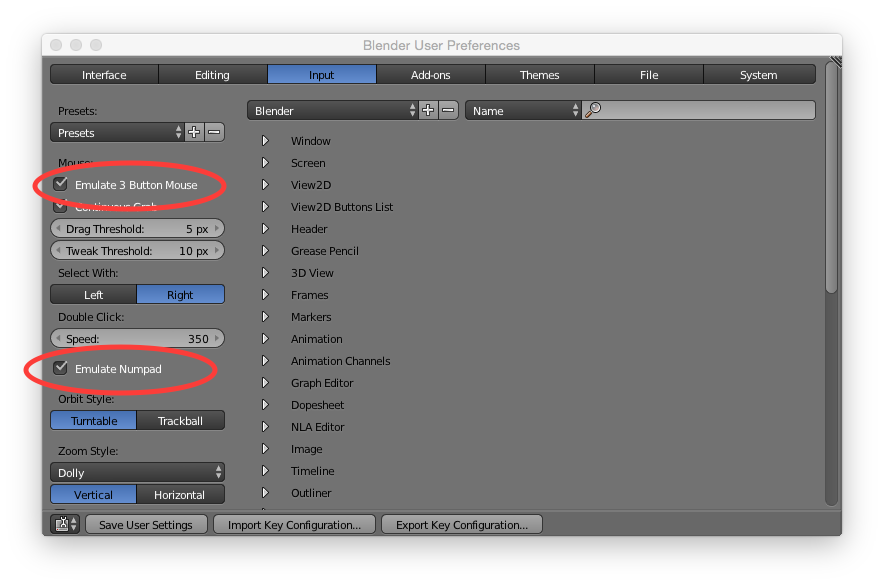 Blender User Preferences
Interface Editing Input Add-ons Themes File System
Presets:
Presets
Mouse:
Emulate 3 Button Mouse
Continuous Grab
Drag Threshold: 5 px
Tweak Threshold: 10 px
Select With:
Left Right
Double Click:
Speed: 350
Emulate Numpad
Orbit Style:
Turntable Trackball
Zoom Style:
Dolly
Vertical Horizontal
Blender Name
Window
Screen
View2D
View2D Buttons List
Header
Grease Pencil
3D View
Frames
Markers
Animation
Animation Channels
Graph Editor
Dopesheet
NLA Editor
Image
Timeline
Outliner
Save User Settings Import Key Configuration... Export Key Configuration...